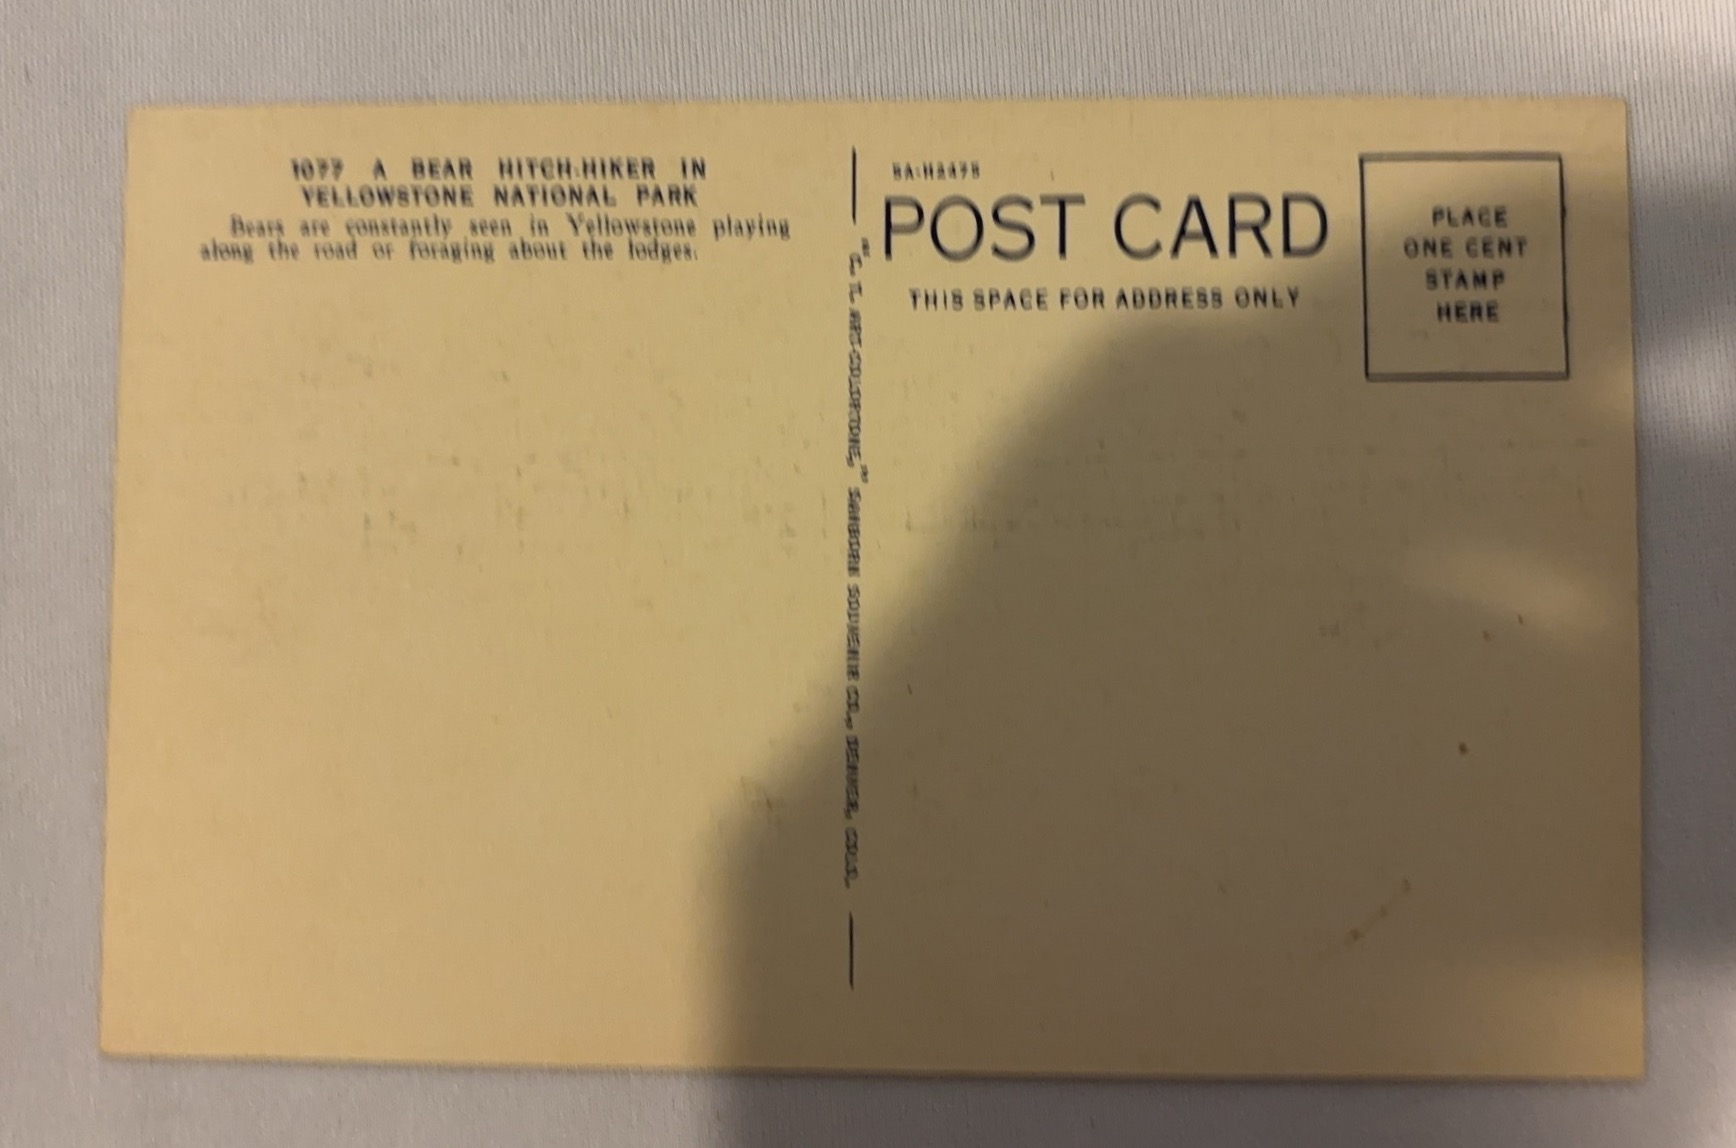 1077 A BEAR HITCH-HIKER IN
YELLOWSTONE NATIONAL PARK
Bears are constantly seen in Yellowstone playing
along the road or foraging about the lodges.
"C.T. ART-COLORTONE," SANBORN SOUVENIR CO., DENVER, COLO.
POST CARD
THIS SPACE FOR ADDRESS ONLY
PLACE
ONE CENT
STAMP
HERE